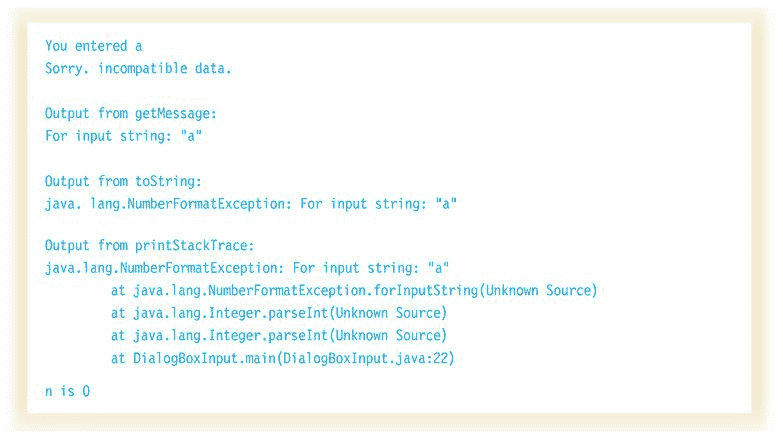 You entered a
Sorry. incompatible data.
Output from getMessage:
For input string: "a"
Output from toString:
java. lang.NumberFormatException: For input string: "a"
Output from printStackTrace:
java.lang.NumberFormatException: For input string: "a"
at java.lang.NumberFormatException.forInputString(Unknown Source)
at java.lang.Integer.parseInt(Unknown Source)
at java.lang.Integer.parseInt(Unknown Source)
at DialogBoxInput.main(DialogBoxInput.java:22)
n is 0